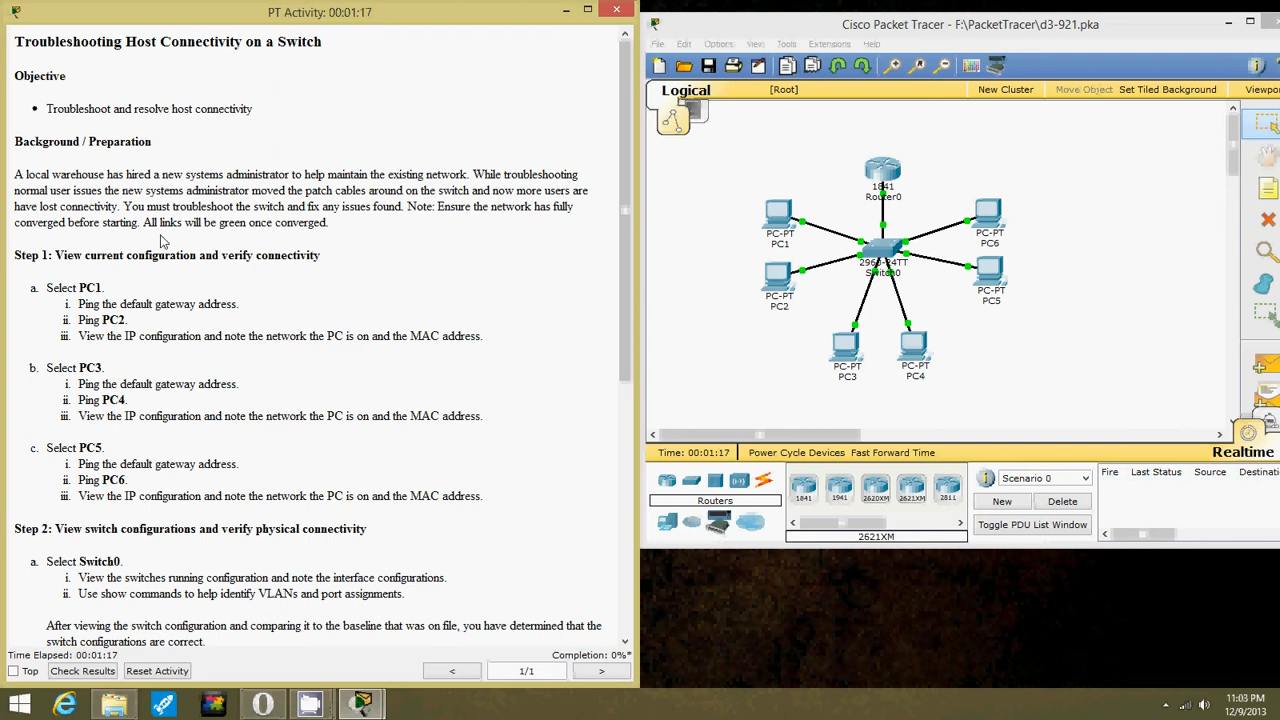 PT Activity: 00:01:17
Troubleshooting Host Connectivity on a Switch
Objective
• Troubleshoot and resolve host connectivity
Background / Preparation
A local warehouse has hired a new systems administrator to help maintain the existing network. While troubleshooting
normal user issues the new systems administrator moved the patch cables around on the switch and now more users are
have lost connectivity. You must troubleshoot the switch and fix any issues found. Note: Ensure the network has fully
converged before starting. All links will be green once converged.
Step 1: View current configuration and verify connectivity
a. Select PC1.
i. Ping the default gateway address.
ii. Ping PC2.
iii. View the IP configuration and note the network the PC is on and the MAC address.
b. Select PC3.
i. Ping the default gateway address.
ii. Ping PC4.
iii. View the IP configuration and note the network the PC is on and the MAC address.
c. Select PC5.
i. Ping the default gateway address.
ii. Ping PC6.
iii. View the IP configuration and note the network the PC is on and the MAC address.
Step 2: View switch configurations and verify physical connectivity
a. Select Switch0.
i. View the switches running configuration and note the interface configurations.
ii. Use show commands to help identify VLANs and port assignments.
After viewing the switch configuration and comparing it to the baseline that was on file, you have determined that the
switch configurations are correct.
Time Elapsed: 00:01:17
Completion: 0%*
Top
Check Results
Reset Activity
<
1/1
>
Cisco Packet Tracer - F:\PacketTracer\d3-921.pka
File Edit Options View Tools Extensions Help
Logical
[Root]
New Cluster
Move Object
Set Tiled Background
Viewpo
1841
Router0
PC-PT
PC1
PC-PT
PC6
2960-24TT
Switch0
PC-PT
PC2
PC-PT
PC5
PC-PT
PC3
PC-PT
PC4
Time: 00:01:17
Power Cycle Devices Fast Forward Time
Realtime
Routers
1841
1941
2620XM
2621XM
2811
2621XM
Scenario 0
New
Delete
Toggle PDU List Window
Fire
Last Status
Source
Destinati
11:03 PM
12/9/2013